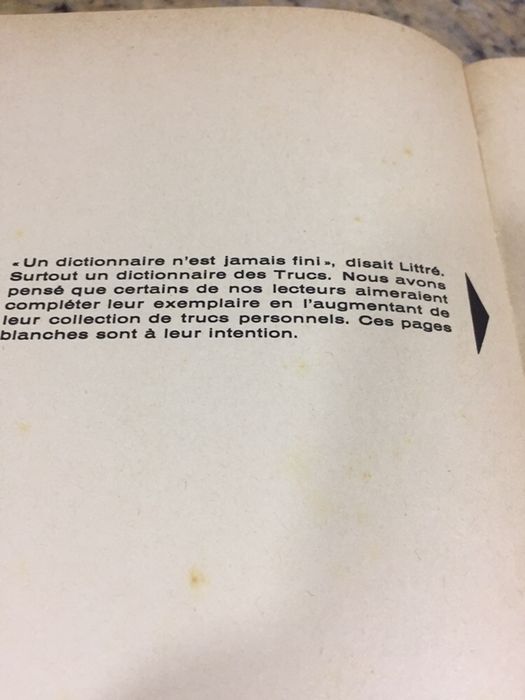 «Un dictionnaire n'est jamais fini», disait Littré.
Surtout un dictionnaire des Trucs. Nous avons
pensé que certains de nos lecteurs aimeraient
compléter leur exemplaire en l'augmentant de
leur collection de trucs personnels. Ces pages
blanches sont à leur intention.